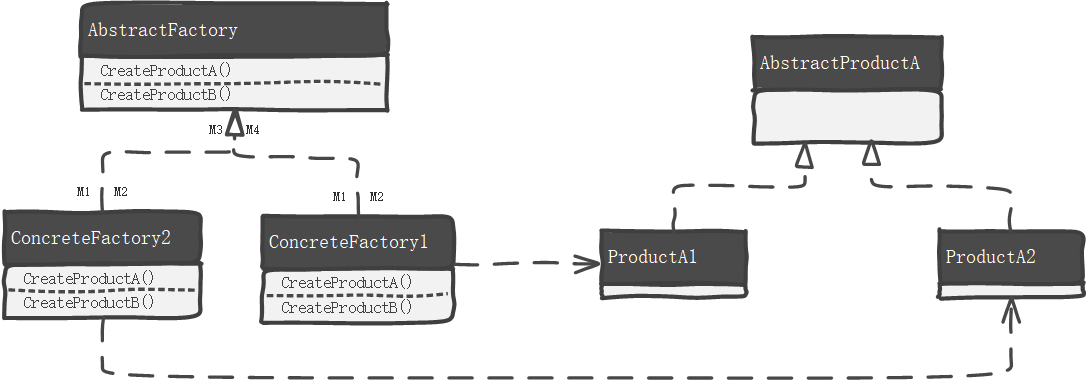 AbstractFactory
CreateProductA()
CreateProductB()
AbstractProductA
M3 M4
M1 M2
M1 M2
ConcreteFactory2
CreateProductA()
CreateProductB()
ConcreteFactory1
CreateProductA()
CreateProductB()
ProductA1
ProductA2